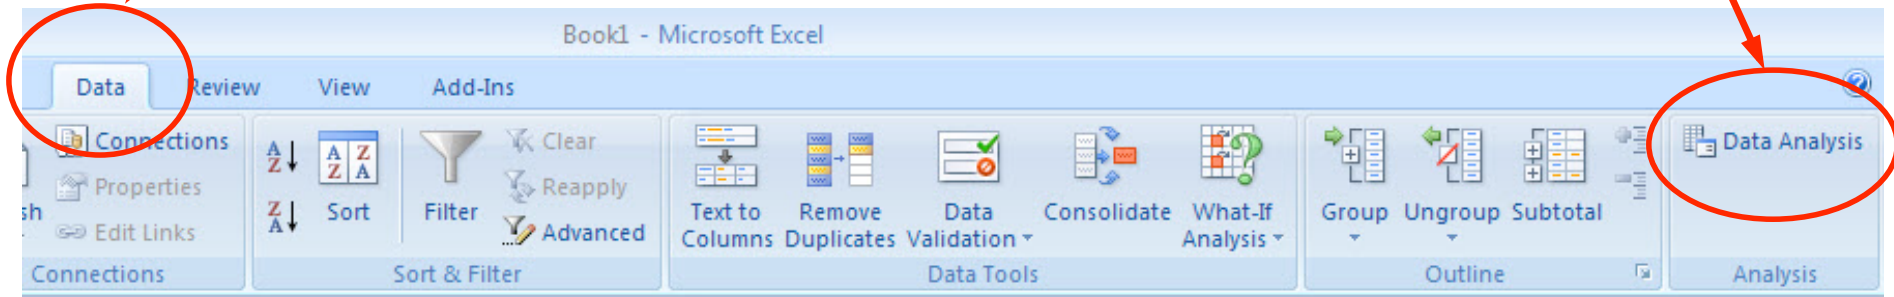 Book1 - Microsoft Excel
Data Review View Add-Ins
Connections
Properties
sh
Edit Links
Connections
A
Z
Z
A
A Z
Z A
Sort
Filter
Clear
Reapply
Advanced
Sort & Filter
Text to
Columns
Remove
Duplicates
Data
Validation
Consolidate
What-If
Analysis
Data Tools
Group
Ungroup
Subtotal
Outline
Data Analysis
Analysis